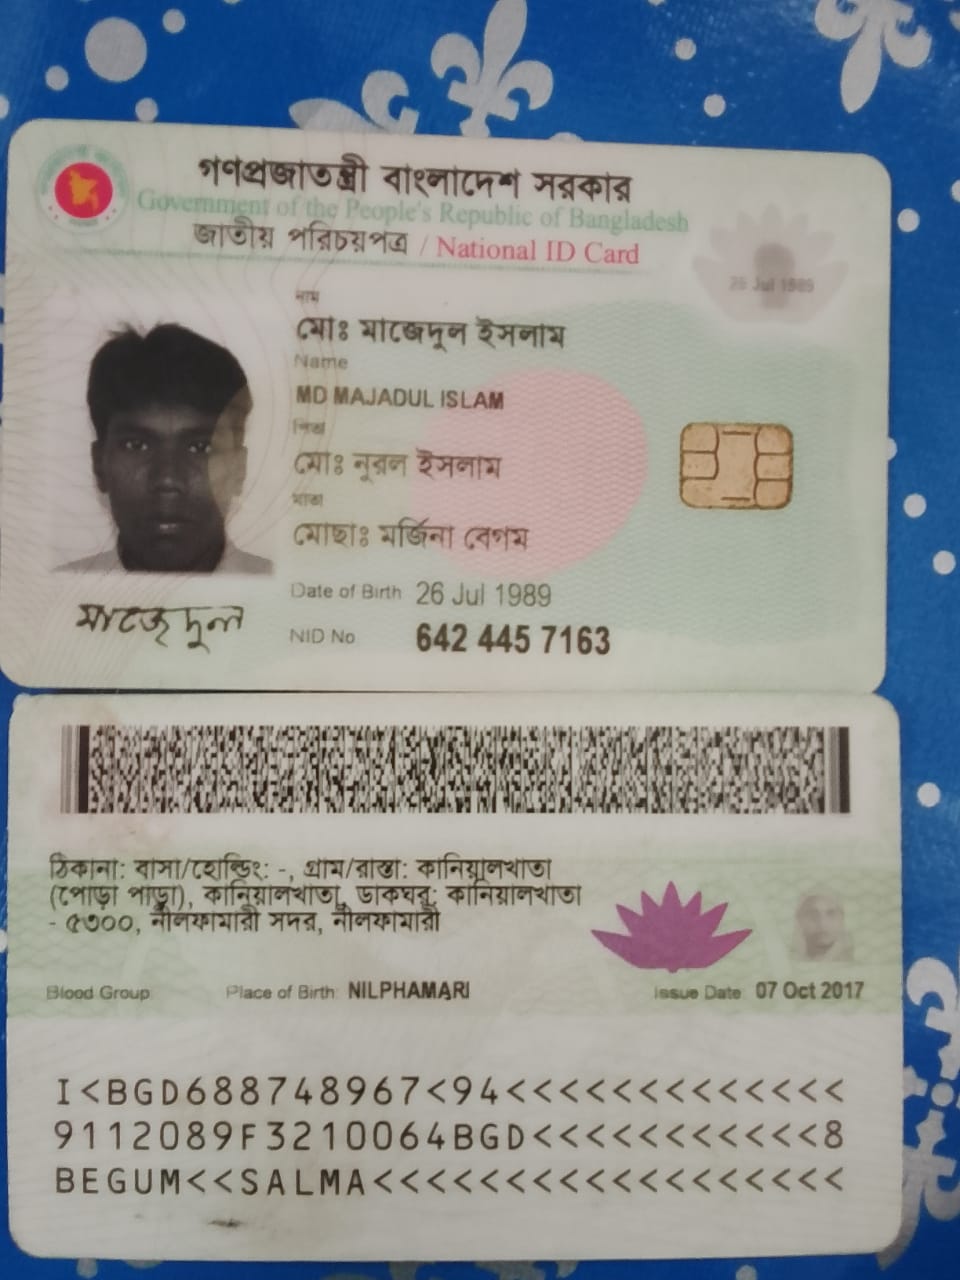 গণপ্রজাতন্ত্রী বাংলাদেশ সরকার
Government of the People's Republic of Bangladesh
জাতীয় পরিচয়পত্র / National ID Card
26 Jul 1989
নাম
মোঃ মাজেদুল ইসলাম
Name
MD MAJADUL ISLAM
পিতা
মোঃ নুরল ইসলাম
মাতা
মোছাঃ মর্জিনা বেগম
Date of Birth 26 Jul 1989
মাজেদুল
NID No 642 445 7163
ঠিকানা: বাসা/হোল্ডিং: -, গ্রাম/রাস্তা: কানিয়ালখাতা
(পোড়া পাড়া), কানিয়ালখাতা, ডাকঘর: কানিয়ালখাতা
- ৫৩০০, নীলফামারী সদর, নীলফামারী
Blood Group Place of Birth: NILPHAMARI Issue Date 07 Oct 2017
I<BGD688748967<94<<<<<<<<<<<<<
9112089F3210064BGD<<<<<<<<<<<8
BEGUM<<SALMA<<<<<<<<<<<<<<<<<<